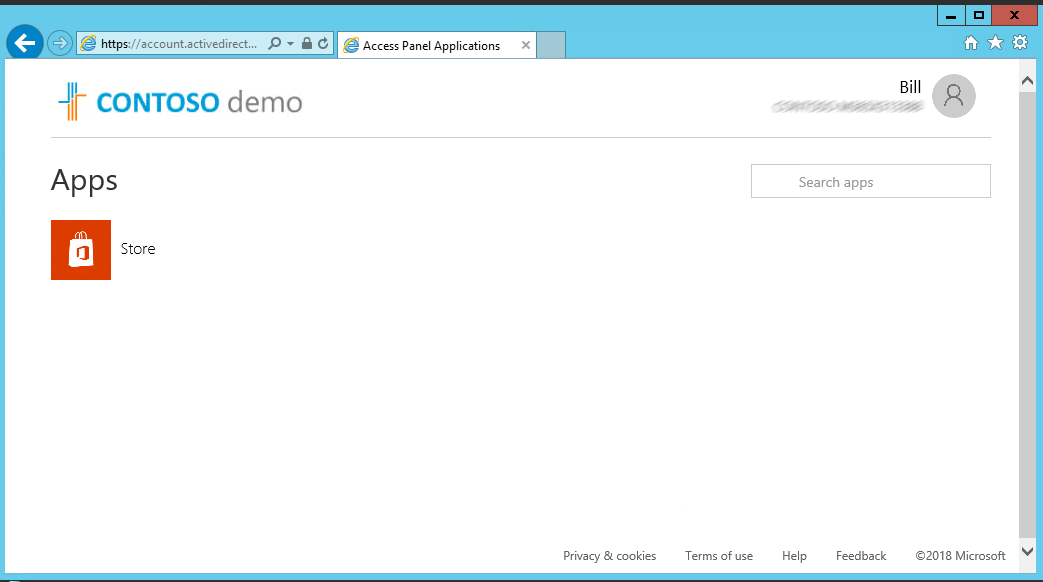 https://account.activedirect...
Access Panel Applications
CONTOSO demo
Bill
Apps
Search apps
Store
Privacy & cookies
Terms of use
Help
Feedback
©2018 Microsoft